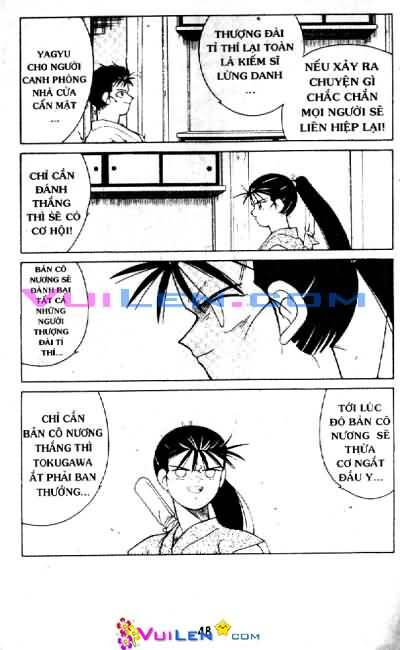 NẾU XẢY RA
CHUYỆN GÌ
CHẮC CHẮN
MỌI NGƯỜI SẼ
LIÊN HIỆP LẠI!
THƯỢNG ĐÀI
TỈ THÍ LẠI TOÀN
LÀ KIẾM SĨ
LỪNG DANH
...
YAGYU
CHO NGƯỜI
CANH PHÒNG
NHÀ CỬA
CẨN MẬT
...
CHỈ CẦN
ĐÁNH
THẮNG
THÌ SẼ CÓ
CƠ HỘI!
BẢN CÔ
NƯƠNG SẼ
ĐÁNH BẠI
TẤT CẢ
NHỮNG
NGƯỜI
THƯỢNG
ĐÀI TỈ
THÍ...
VUILEN.COM
TỚI LÚC
ĐÓ BẢN CÔ
NƯƠNG SẼ
THỪA
CƠ NGẮT
ĐẦU Y...
CHỈ CẦN
BẢN CÔ NƯƠNG
THẮNG THÌ
TOKUGAWA
ẮT PHẢI BAN
THƯỞNG...
48
VUILEN.COM